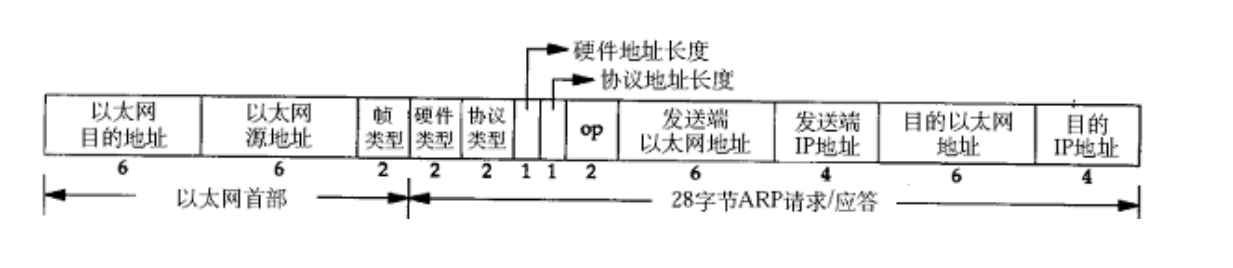 硬件地址长度
协议地址长度
以太网
目的地址
以太网
源地址
帧
类型
硬件
类型
协议
类型
op
发送端
以太网地址
发送端
IP地址
目的以太网
地址
目的
IP地址
6
6
2
2
2
1
1
2
6
4
6
4
以太网首部
28字节ARP请求/应答